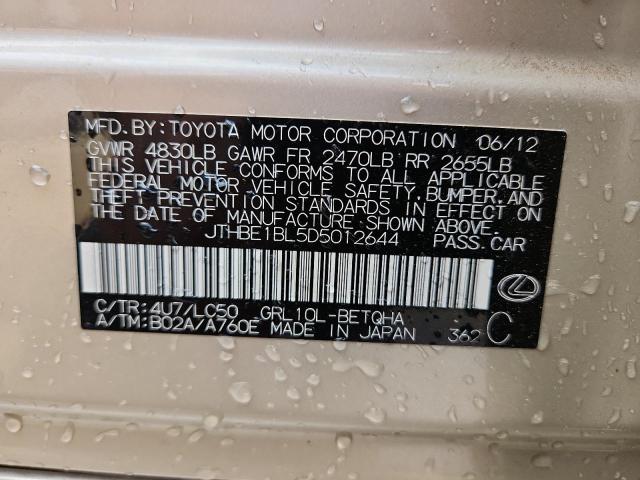 MFD. BY: TOYOTA MOTOR CORPORATION 06/12
GVWR 4830LB GAWR FR 2470LB RR 2655LB
THIS VEHICLE CONFORMS TO ALL APPLICABLE
FEDERAL MOTOR VEHICLE SAFETY, BUMPER, AND
THEFT PREVENTION STANDARDS IN EFFECT ON
THE DATE OF MANUFACTURE SHOWN ABOVE.
JTHBE1BL5D5012644 PASS. CAR
C/TR: 4U7/LC50 GRL10L-BETQHA
A/TM: B02A/A760E MADE IN JAPAN 362 C